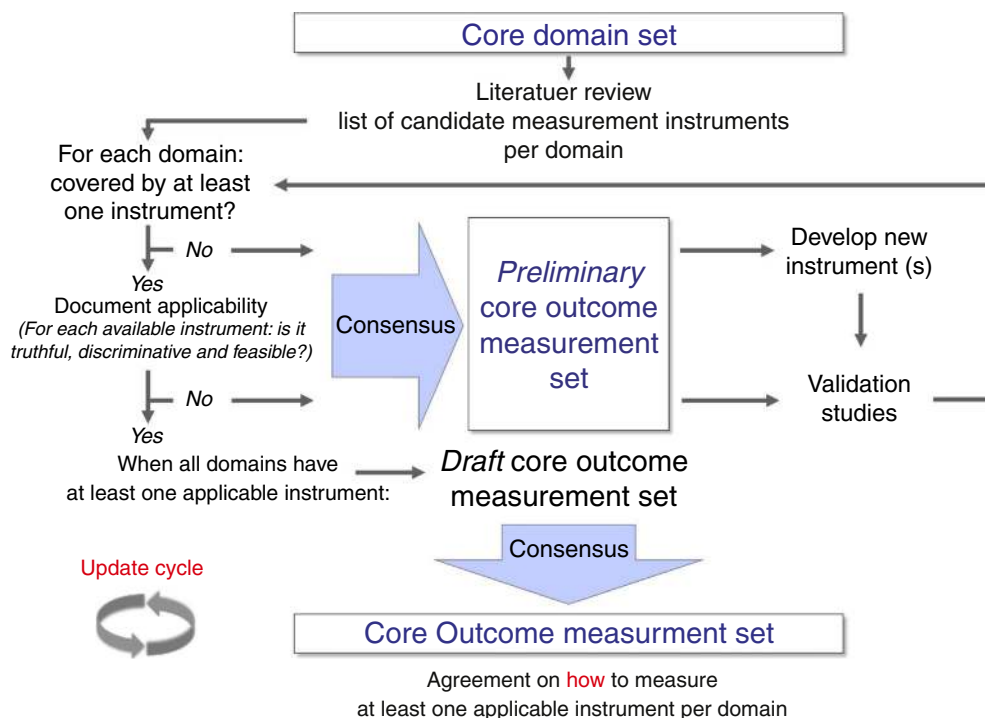 Core domain set
Literatuer review
list of candidate measurement instruments
per domain
For each domain:
covered by at least
one instrument?
No
Yes
Document applicability
(For each available instrument: is it
truthful, discriminative and feasible?)
No
Yes
When all domains have
at least one applicable instrument:
Consensus
Preliminary
core outcome
measurement
set
Develop new
instrument (s)
Validation
studies
Draft core outcome
measurement set
Consensus
Update cycle
Core Outcome measurment set
Agreement on how to measure
at least one applicable instrument per domain